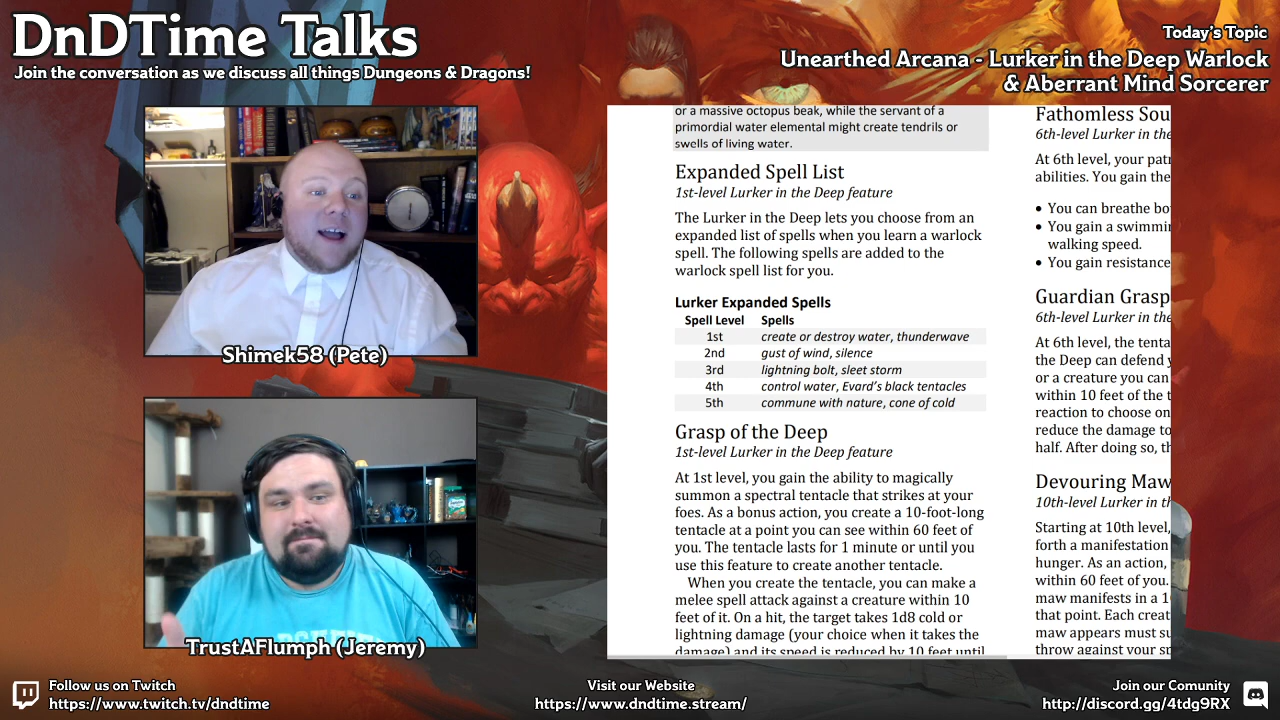 DnDTime Talks
Join the conversation as we discuss all things Dungeons & Dragons!
Today's Topic
Unearthed Arcana - Lurker in the Deep Warlock
& Aberrant Mind Sorcerer
Shimek58 (Pete)
TrustAFlumph (Jeremy)
or a massive octopus beak, while the servant of a
primordial water elemental might create tendrils or
swells of living water.
Expanded Spell List
1st-level Lurker in the Deep feature
The Lurker in the Deep lets you choose from an
expanded list of spells when you learn a warlock
spell. The following spells are added to the
warlock spell list for you.
Lurker Expanded Spells
Spell Level Spells
1st create or destroy water, thunderwave
2nd gust of wind, silence
3rd lightning bolt, sleet storm
4th control water, Evard's black tentacles
5th commune with nature, cone of cold
Grasp of the Deep
1st-level Lurker in the Deep feature
At 1st level, you gain the ability to magically
summon a spectral tentacle that strikes at your
foes. As a bonus action, you create a 10-foot-long
tentacle at a point you can see within 60 feet of
you. The tentacle lasts for 1 minute or until you
use this feature to create another tentacle.
When you create the tentacle, you can make a
melee spell attack against a creature within 10
feet of it. On a hit, the target takes 1d8 cold or
lightning damage (your choice when it takes the
damage) and its speed is reduced by 10 feet until
Fathomless Sou
6th-level Lurker in the
At 6th level, your patr
abilities. You gain the
• You can breathe bo
• You gain a swimmin
walking speed.
• You gain resistance
Guardian Grasp
6th-level Lurker in the
At 6th level, the tenta
the Deep can defend y
or a creature you can
within 10 feet of the t
reaction to choose on
reduce the damage to
half. After doing so, th
Devouring Maw
10th-level Lurker in th
Starting at 10th level,
forth a manifestation
hunger. As an action,
within 60 feet of you.
maw manifests in a 1
that point. Each creat
maw appears must su
throw against your sp
Follow us on Twitch
https://www.twitch.tv/dndtime
Visit our Website
https://www.dndtime.stream/
Join our Comunity
http://discord.gg/4tdg9RX